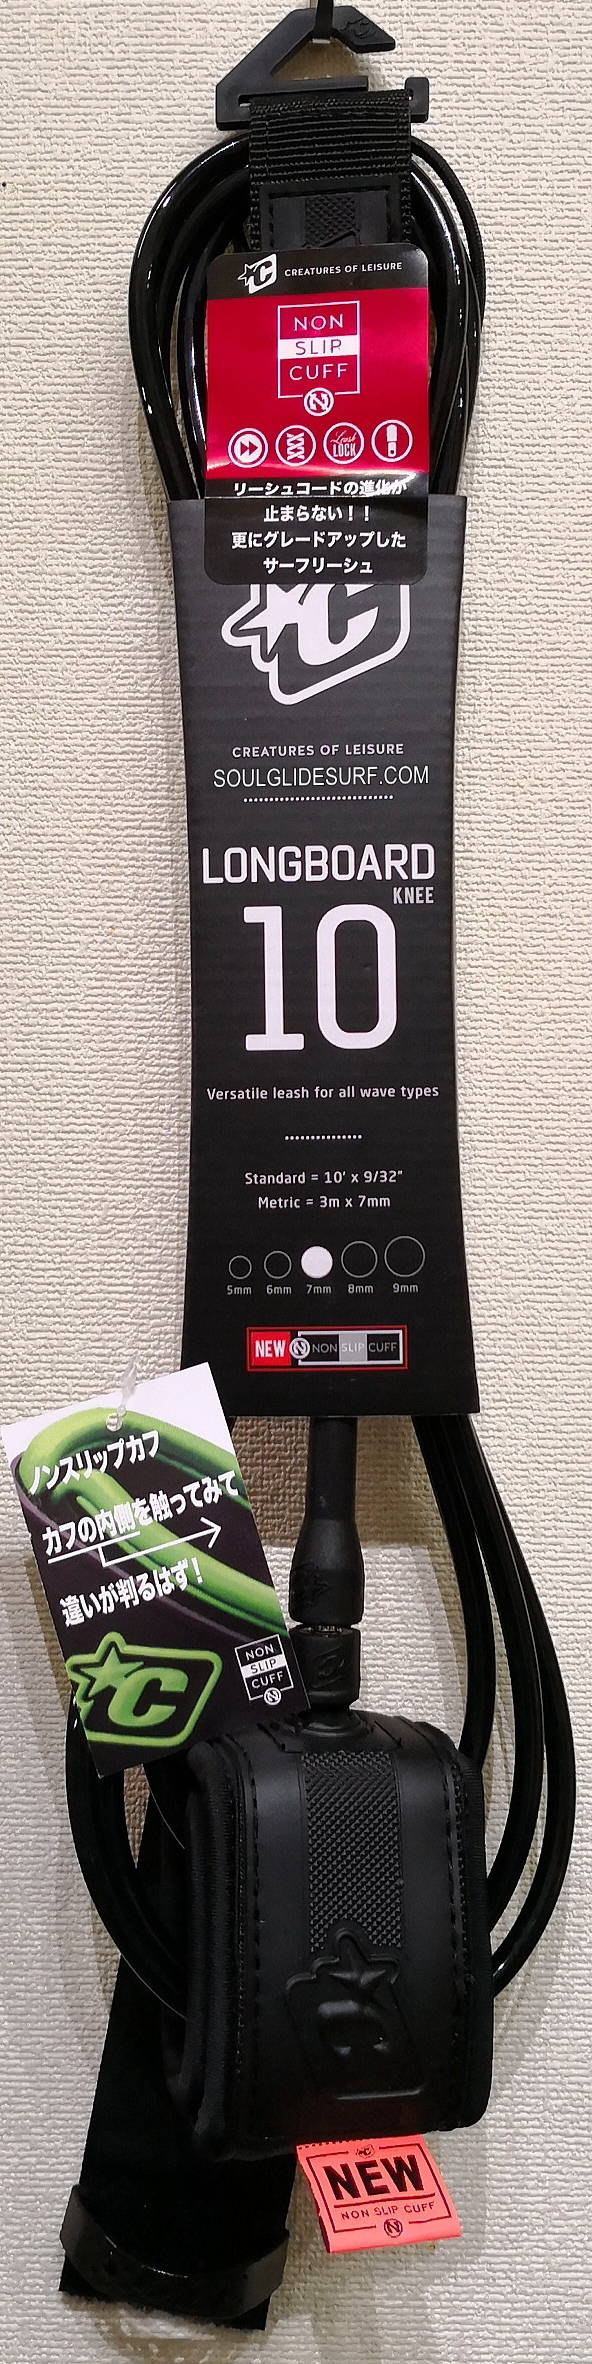 CREATURES OF LEISURE
NON
SLIP
CUFF
N
Leash
LOCK
リーシュコードの進化が
止まらない！！
更にグレードアップした
サーフリーシュ
CREATURES OF LEISURE
SOULGLIDESURF.COM
LONGBOARD
KNEE
10
Versatile leash for all wave types
Standard = 10' x 9/32"
Metric = 3m x 7mm
5mm 6mm 7mm 8mm 9mm
NEW N NON SLIP CUFF
ノンスリップカフ
カフの内側を触ってみて
違いが判るはず！
NON
SLIP
CUFF
N
NEW
NON SLIP CUFF
N